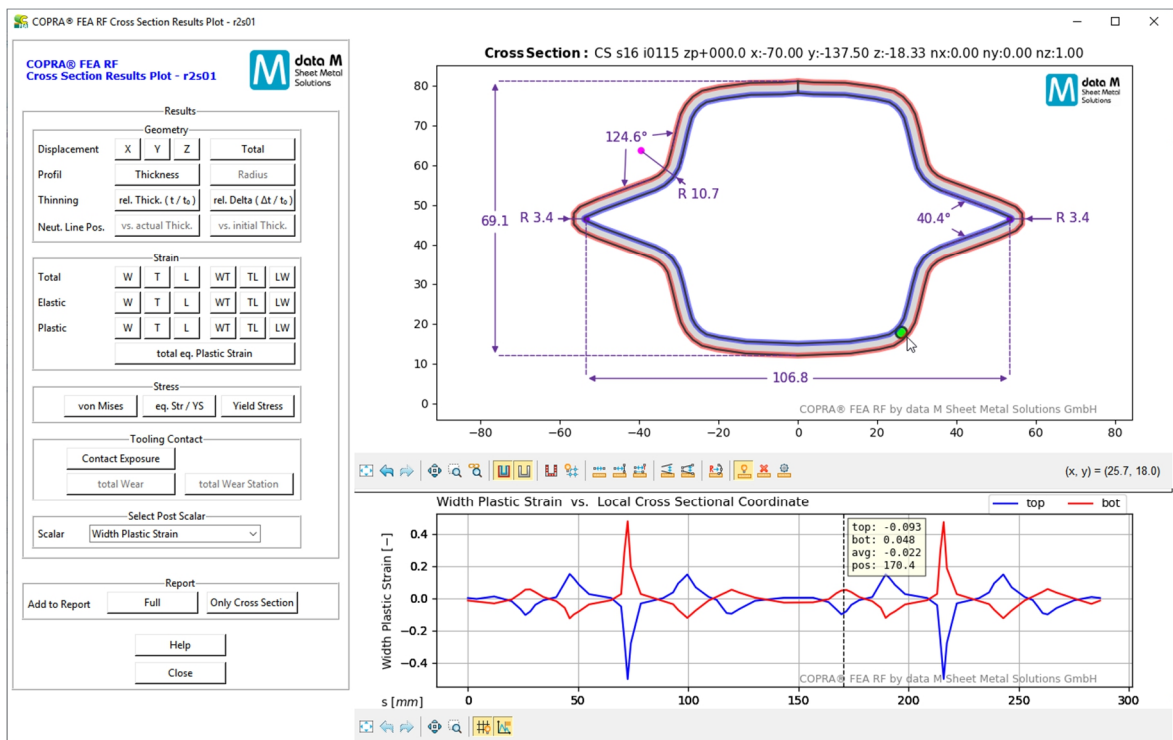 COPRA® FEA RF Cross Section Results Plot - r2s01
COPRA® FEA RF
Cross Section Results Plot - r2s01
M data M
Sheet Metal
Solutions
Results
Geometry
Displacement X Y Z Total
Profil Thickness Radius
Thinning rel. Thick. ( t / t₀ ) rel. Delta ( Δt / t₀ )
Neut. Line Pos. vs. actual Thick. vs. initial Thick.
Strain
Total W T L WT TL LW
Elastic W T L WT TL LW
Plastic W T L WT TL LW
total eq. Plastic Strain
Stress
von Mises eq. Str / YS Yield Stress
Tooling Contact
Contact Exposure
total Wear total Wear Station
Select Post Scalar
Scalar Width Plastic Strain
Report
Add to Report Full Only Cross Section
Help
Close
Cross Section : CS s16 i0115 zp+000.0 x:-70.00 y:-137.50 z:-18.33 nx:0.00 ny:0.00 nz:1.00
M data M
Sheet Metal
Solutions
80
70
60
50
40
30
20
10
0
124.6°
R 10.7
69.1
R 3.4
40.4°
R 3.4
106.8
COPRA® FEA RF by data M Sheet Metal Solutions GmbH
−80 −60 −40 −20 0 20 40 60 80
(x, y) = (25.7, 18.0)
Width Plastic Strain vs. Local Cross Sectional Coordinate
top bot
Width Plastic Strain [−]
0.4
0.2
0.0
−0.2
−0.4
top: -0.093
bot: 0.048
avg: -0.022
pos: 170.4
COPRA® FEA RF by data M Sheet Metal Solutions GmbH
s [mm] 0 50 100 150 200 250 300